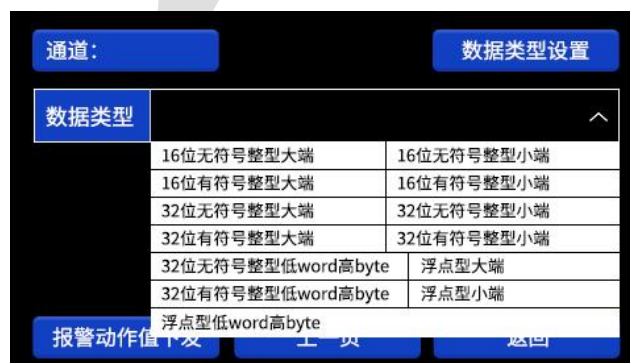 通道： 数据类型设置
数据类型
16位无符号整型大端 16位无符号整型小端
16位有符号整型大端 16位有符号整型小端
32位无符号整型大端 32位无符号整型小端
32位有符号整型大端 32位有符号整型小端
32位无符号整型低word高byte 浮点型大端
32位有符号整型低word高byte 浮点型小端
浮点型低word高byte
报警动作值下发 上一页 返回